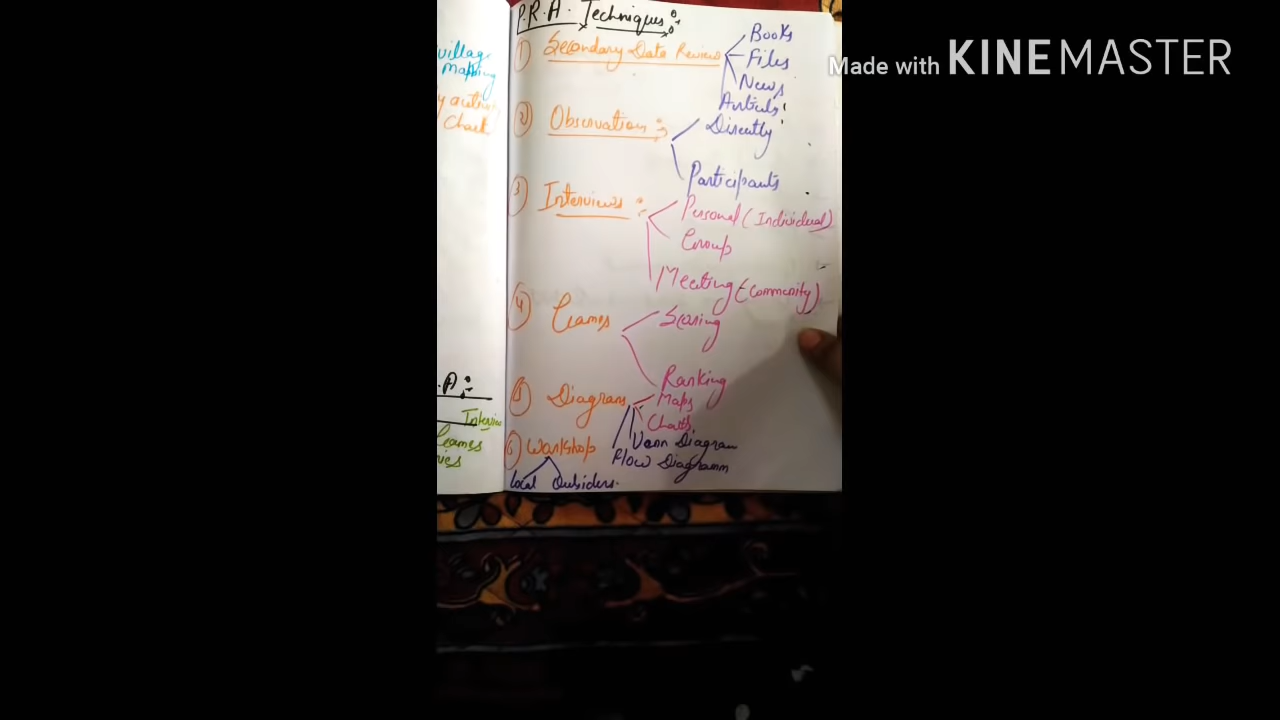 P.R.A. Techniques:
① Secondary Data Review
Books
Files
News
Articles'
② Observations:
Directly'
Participants
③ Interviews:
Personal (Individual)
Group
Meeting (Community)
④ Games
Scoring
Ranking
⑤ Diagrams
Maps
Charts
Vann Diagram
Flow Diagramm
⑥ Workshop
Local Outsiders.
village
Mapping
Chart
.A:
Games
Made with KINEMASTER